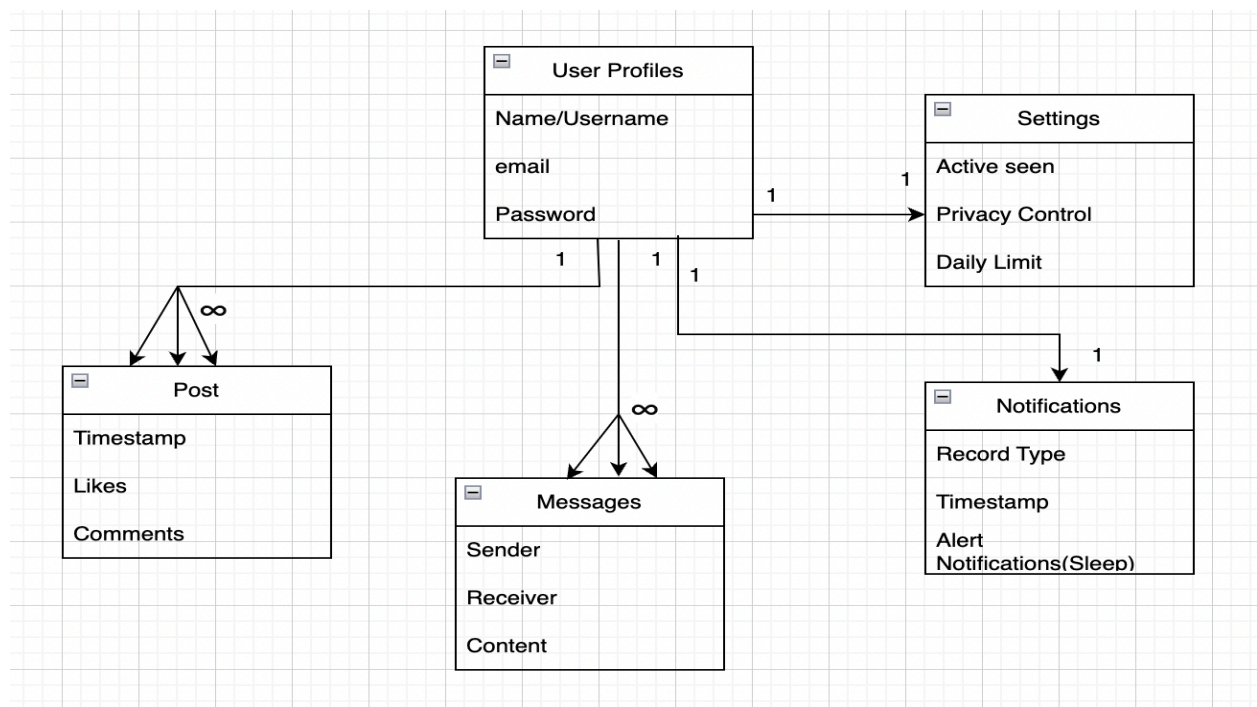 User Profiles
Name/Username
email
Password
Settings
Active seen
Privacy Control
Daily Limit
1
1
1
1
1
1
∞
Post
Timestamp
Likes
Comments
∞
Messages
Sender
Receiver
Content
Notifications
Record Type
Timestamp
Alert
Notifications(Sleep)